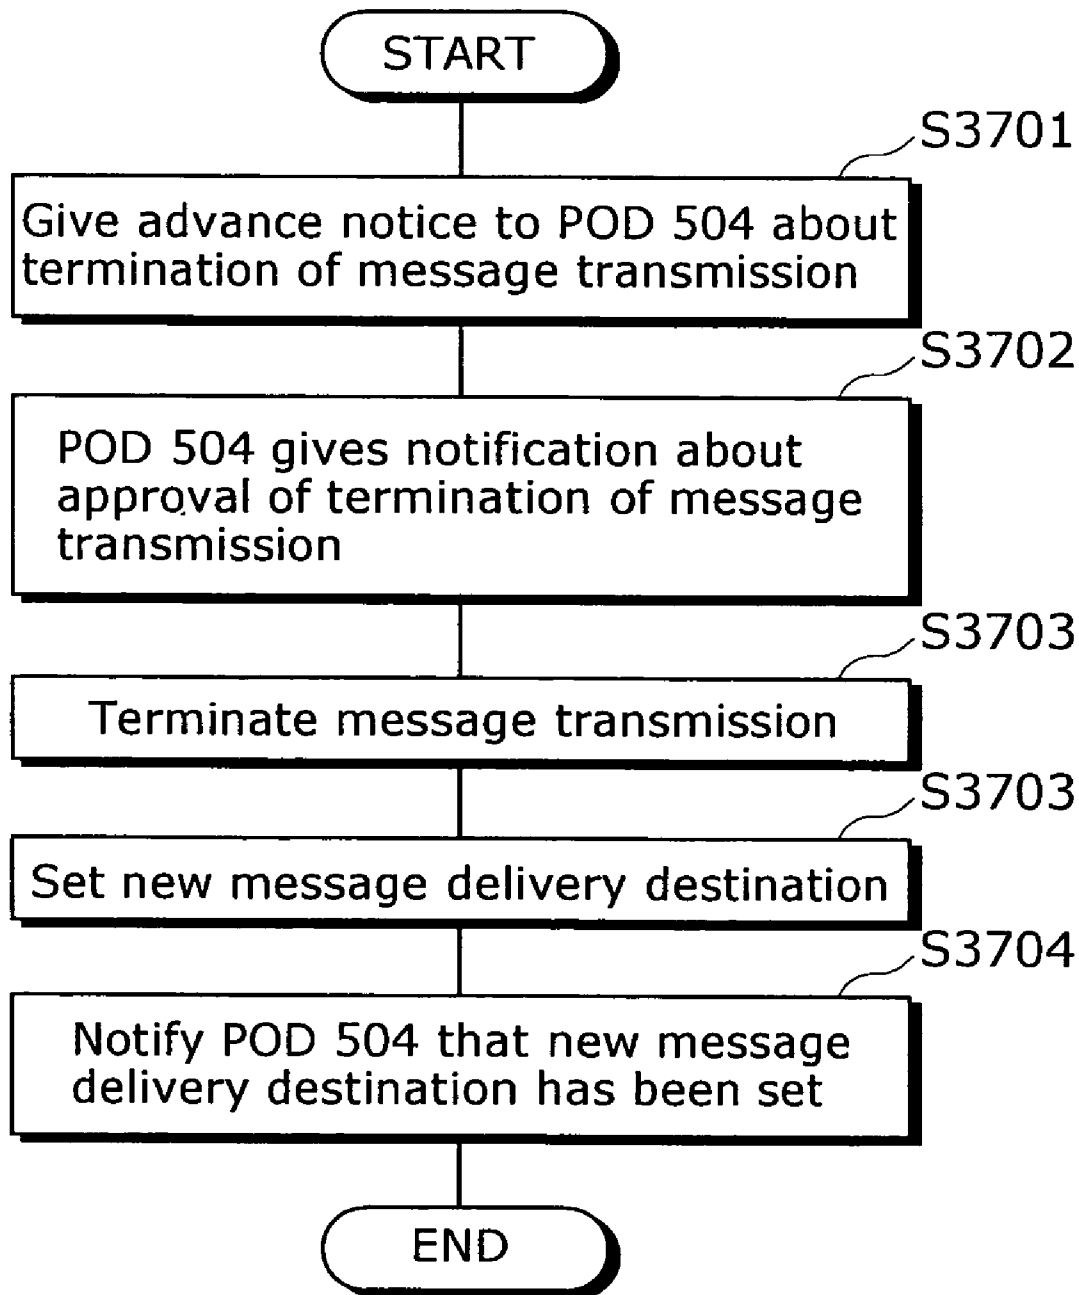 START
S3701
Give advance notice to POD 504 about
termination of message transmission
S3702
POD 504 gives notification about
approval of termination of message
transmission
S3703
Terminate message transmission
S3703
Set new message delivery destination
S3704
Notify POD 504 that new message
delivery destination has been set
END